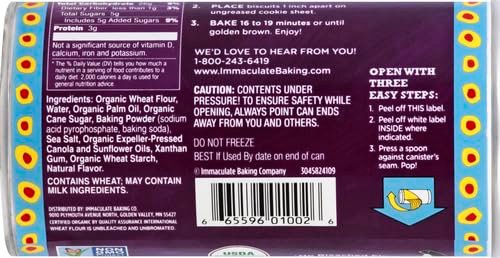 Total Carbohydrate 26g 9%
Dietary Fiber less than 1g 3%
Total Sugars 5g
Includes 5g Added Sugars 9%
Protein 3g
Not a significant source of vitamin D,
calcium, iron and potassium.
* The % Daily Value (DV) tells you how much a
nutrient in a serving of food contributes to a
daily diet. 2,000 calories a day is used for
general nutrition advice.
Ingredients: Organic Wheat Flour,
Water, Organic Palm Oil, Organic
Cane Sugar, Baking Powder (sodium
acid pyrophosphate, baking soda),
Sea Salt, Organic Expeller-Pressed
Canola and Sunflower Oils, Xanthan
Gum, Organic Wheat Starch,
Natural Flavor.
CONTAINS WHEAT; MAY CONTAIN
MILK INGREDIENTS.
DISTRIBUTED BY: IMMACULATE BAKING CO.
9010 PLYMOUTH AVENUE NORTH, GOLDEN VALLEY, MN 55427
CERTIFIED ORGANIC BY QUALITY ASSURANCE INTERNATIONAL
WHEAT FLOUR IS UNBLEACHED AND UNBROMATED.
NON
2. PLACE biscuits 1 inch apart on
ungreased cookie sheet.
3. BAKE 16 to 19 minutes or until
golden brown. Enjoy!
WE'D LOVE TO HEAR FROM YOU!
1-800-243-6419
www.ImmaculateBaking.com
CAUTION: CONTENTS UNDER
PRESSURE! TO ENSURE SAFETY WHILE
OPENING, ALWAYS POINT CAN ENDS
AWAY FROM YOU AND OTHERS.
DO NOT FREEZE
BEST If Used By date on end of can
© Immaculate Baking Company 3045824109
6 65596 01002 6
USDA
OPEN WITH
THREE
EASY STEPS:
1. Peel off THIS label.
2. Peel off white label
INSIDE where
indicated.
3. Press a spoon
against canister's
seam. Pop!